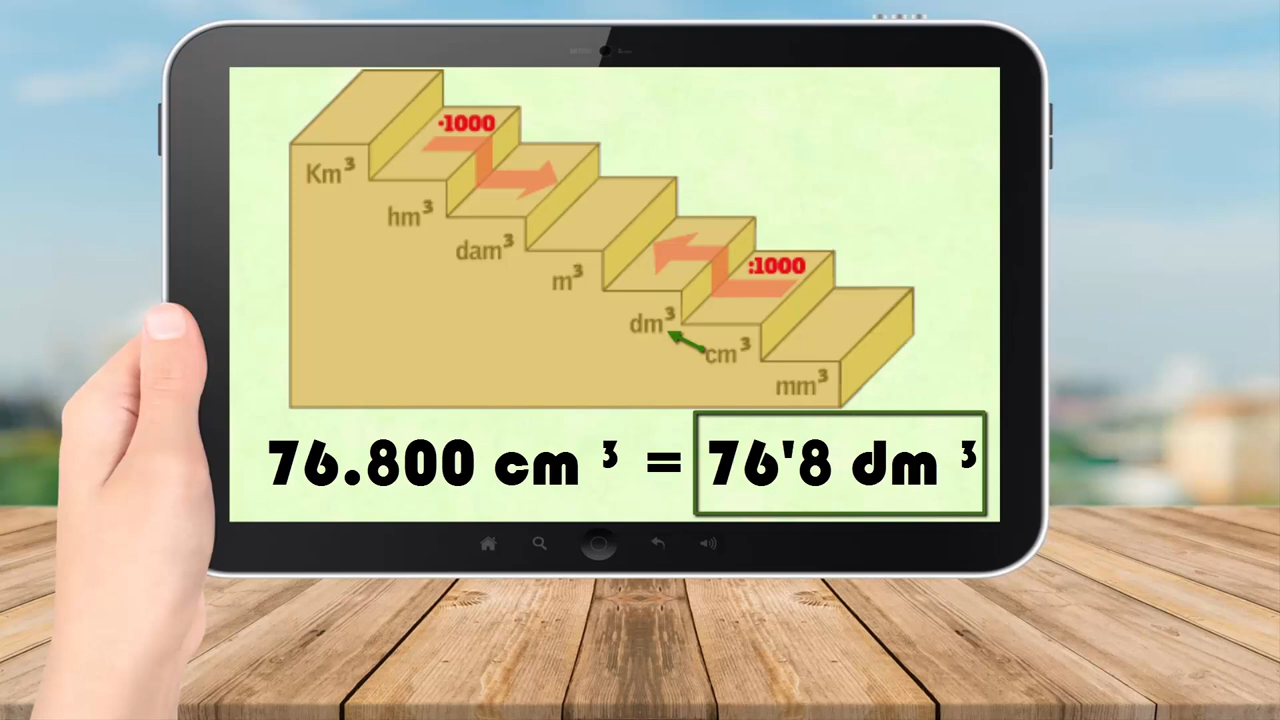 ·1000
Km³
hm³
dam³
m³
:1000
dm³
cm³
mm³
76.800 cm ³ = 76'8 dm ³